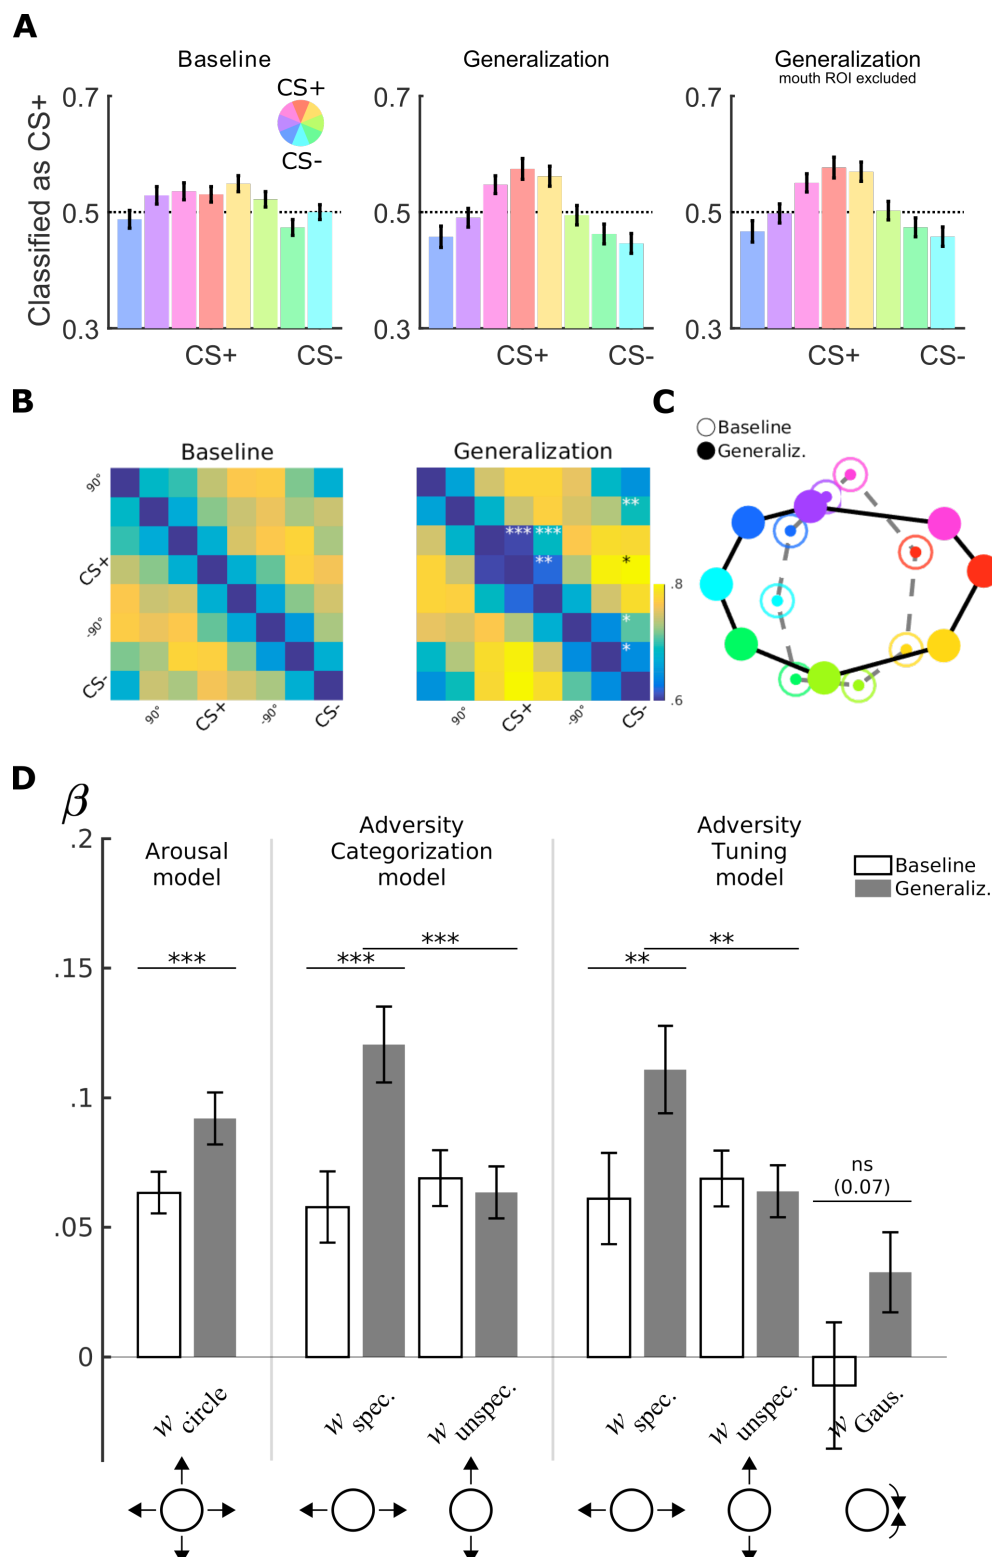 A
Baseline
Generalization
Generalization
mouth ROI excluded
CS+
CS-
Classified as CS+
0.7
0.5
0.3
CS+
CS-
0.7
0.5
0.3
CS+
CS-
0.7
0.5
0.3
CS+
CS-
B
Baseline
90°
CS+
-90°
CS-
90°
CS+
-90°
CS-
Generalization
**
*** ***
** *
*
*
.8
.6
90°
CS+
-90°
CS-
C
Baseline
Generaliz.
D
β
.2
.15
.1
.05
0
Arousal
model
Adversity
Categorization
model
Adversity
Tuning
model
Baseline
Generaliz.
***
***
***
**
**
ns
(0.07)
w circle
w spec.
w unspec.
w spec.
w unspec.
w Gaus.